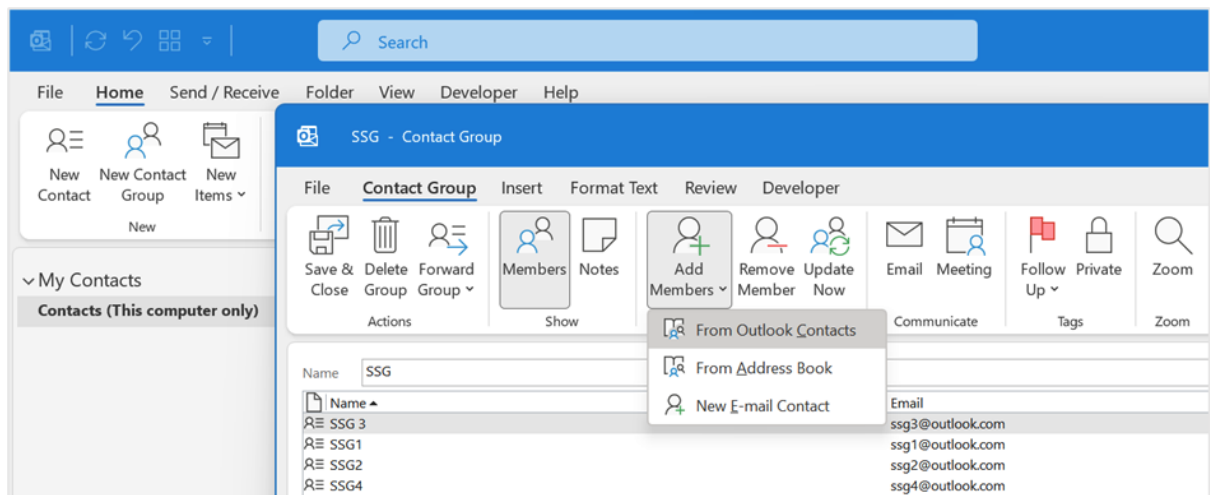 Search
File Home Send / Receive Folder View Developer Help
New Contact
New Contact Group
New Items
New
My Contacts
Contacts (This computer only)
SSG - Contact Group
File Contact Group Insert Format Text Review Developer
Save & Close
Delete Group
Forward Group
Members
Notes
Add Members
Remove Member
Update Now
Email
Meeting
Follow Up
Private
Zoom
Actions
Show
Communicate
Tags
Zoom
From Outlook Contacts
From Address Book
New E-mail Contact
Name SSG
Name Email
SSG 3 ssg3@outlook.com
SSG1 ssg1@outlook.com
SSG2 ssg2@outlook.com
SSG4 ssg4@outlook.com